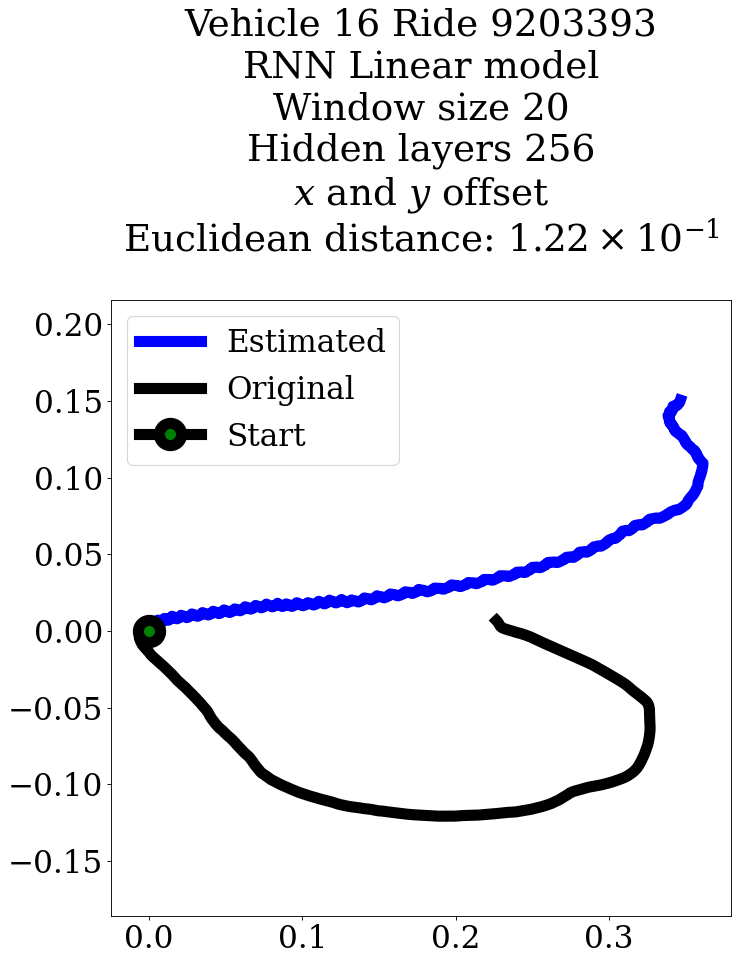 Vehicle 16 Ride 9203393
RNN Linear model
Window size 20
Hidden layers 256
x and y offset
Euclidean distance: 1.22 × 10⁻¹
Estimated
Original
Start
0.20
0.15
0.10
0.05
0.00
−0.05
−0.10
−0.15
0.0 0.1 0.2 0.3